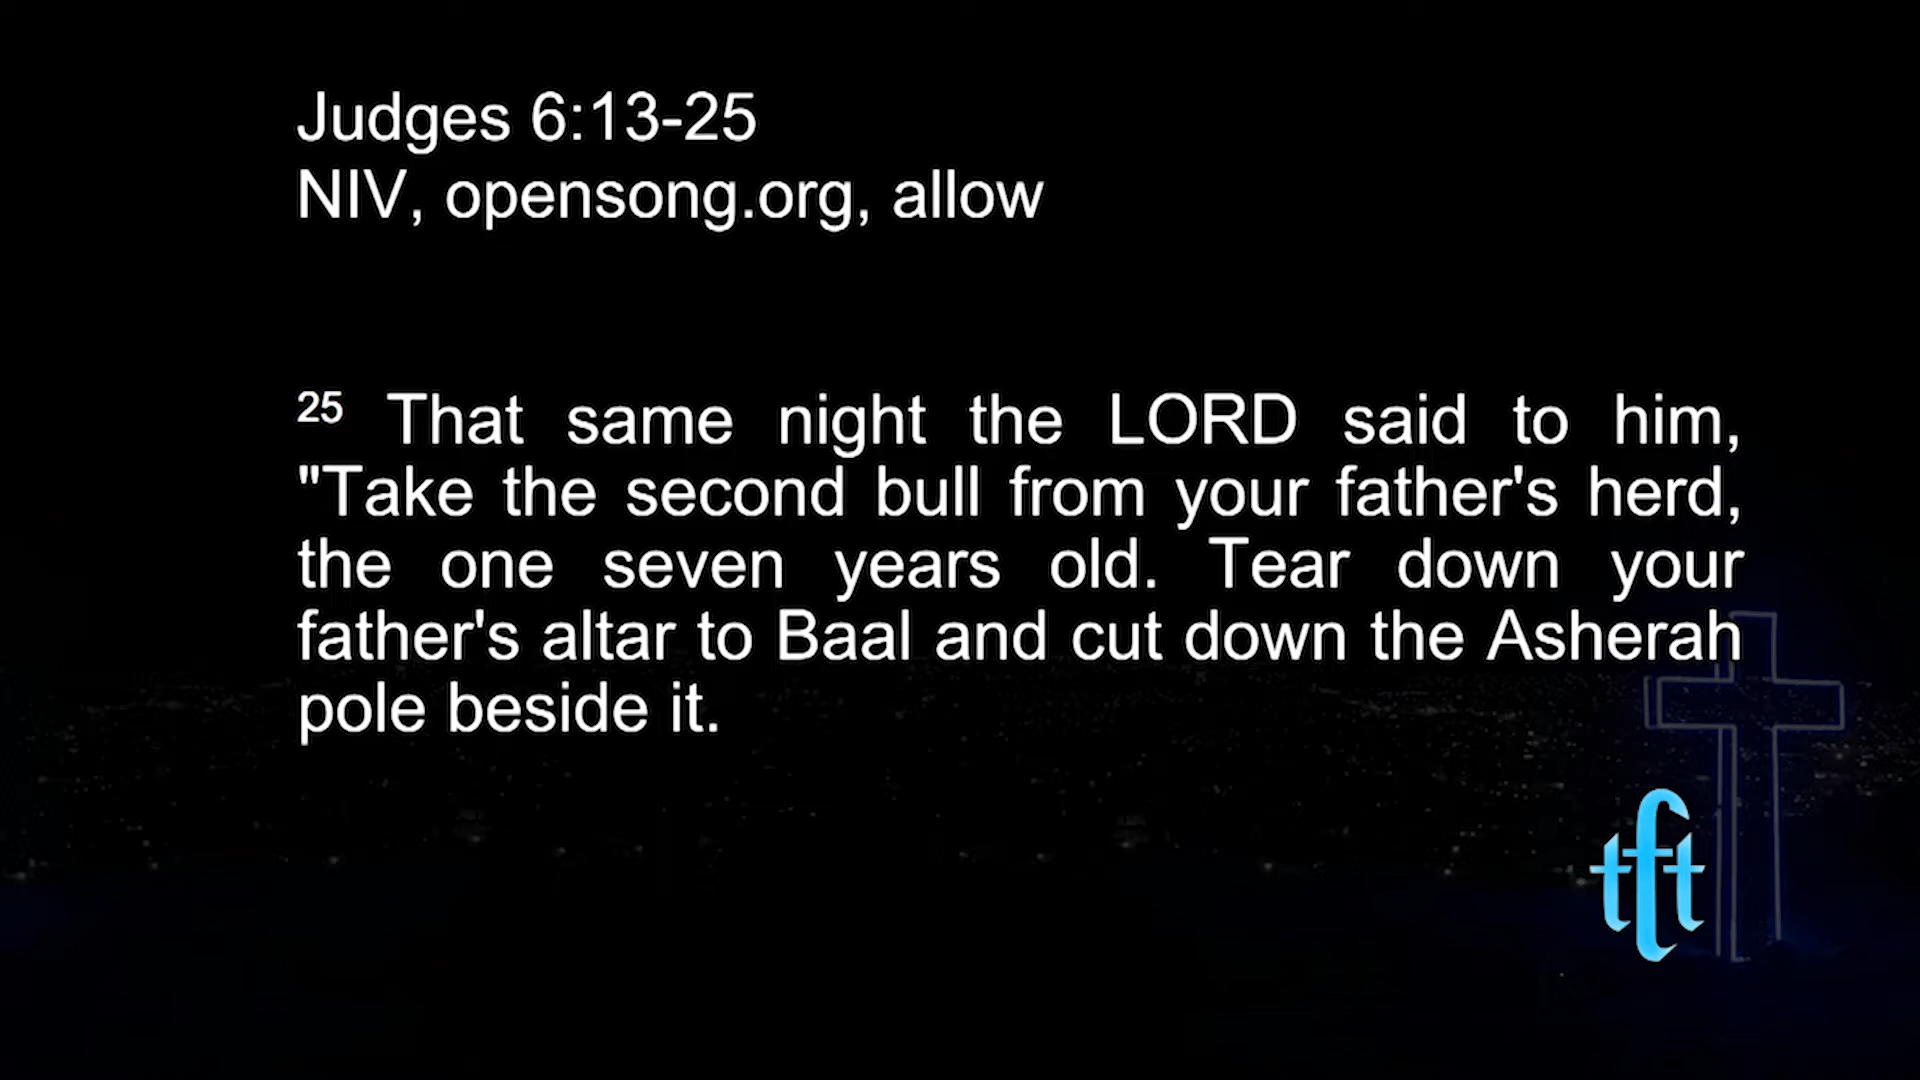 Judges 6:13-25
NIV, opensong.org, allow
25 That same night the LORD said to him,
"Take the second bull from your father's herd,
the one seven years old. Tear down your
father's altar to Baal and cut down the Asherah
pole beside it.
tft